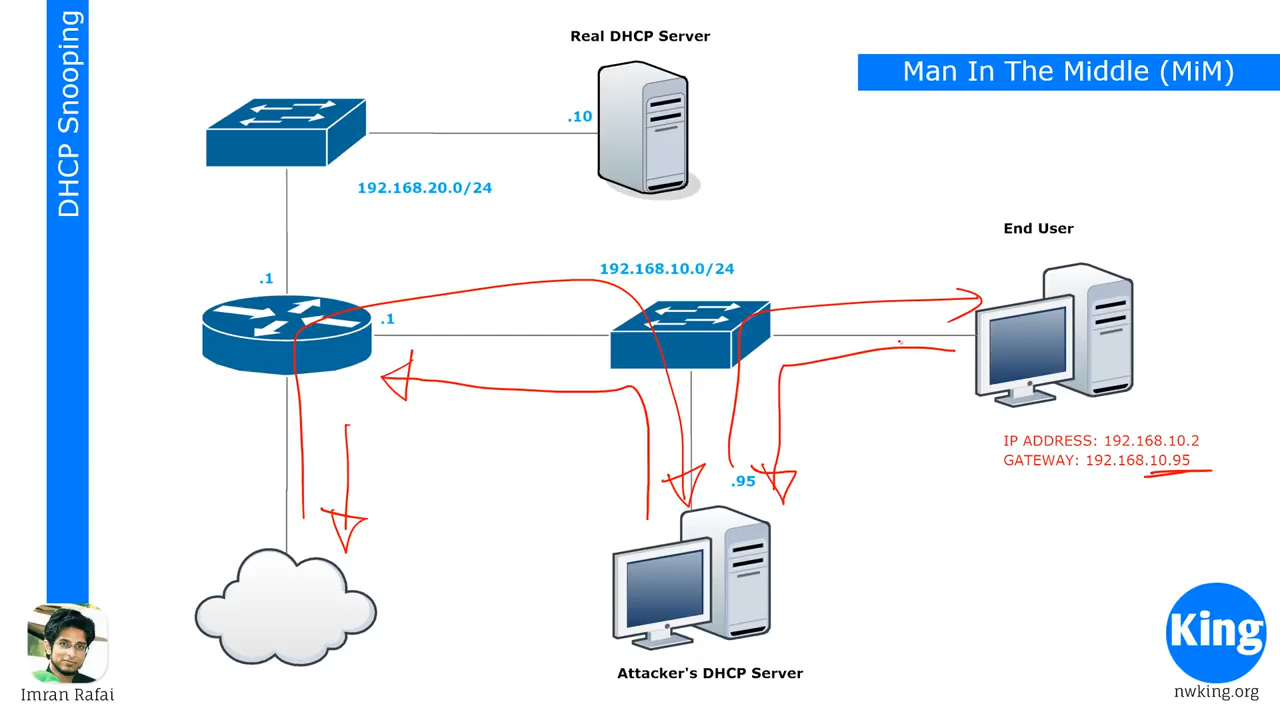 DHCP Snooping
Real DHCP Server
Man In The Middle (MiM)
.10
192.168.20.0/24
End User
192.168.10.0/24
.1
.1
IP ADDRESS: 192.168.10.2
GATEWAY: 192.168.10.95
.95
Attacker's DHCP Server
Imran Rafai
King
nwking.org